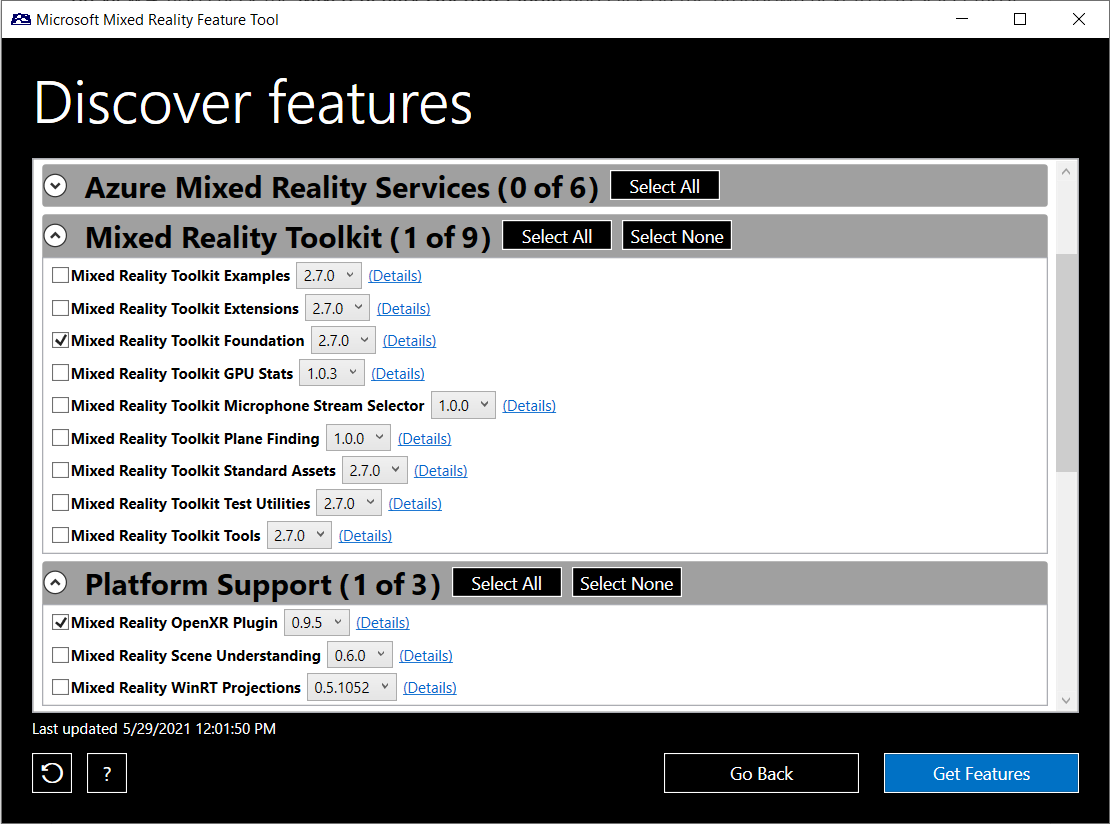 Microsoft Mixed Reality Feature Tool
Discover features
Azure Mixed Reality Services (0 of 6) Select All
Mixed Reality Toolkit (1 of 9) Select All Select None
Mixed Reality Toolkit Examples 2.7.0 (Details)
Mixed Reality Toolkit Extensions 2.7.0 (Details)
Mixed Reality Toolkit Foundation 2.7.0 (Details)
Mixed Reality Toolkit GPU Stats 1.0.3 (Details)
Mixed Reality Toolkit Microphone Stream Selector 1.0.0 (Details)
Mixed Reality Toolkit Plane Finding 1.0.0 (Details)
Mixed Reality Toolkit Standard Assets 2.7.0 (Details)
Mixed Reality Toolkit Test Utilities 2.7.0 (Details)
Mixed Reality Toolkit Tools 2.7.0 (Details)
Platform Support (1 of 3) Select All Select None
Mixed Reality OpenXR Plugin 0.9.5 (Details)
Mixed Reality Scene Understanding 0.6.0 (Details)
Mixed Reality WinRT Projections 0.5.1052 (Details)
Last updated 5/29/2021 12:01:50 PM
? Go Back Get Features